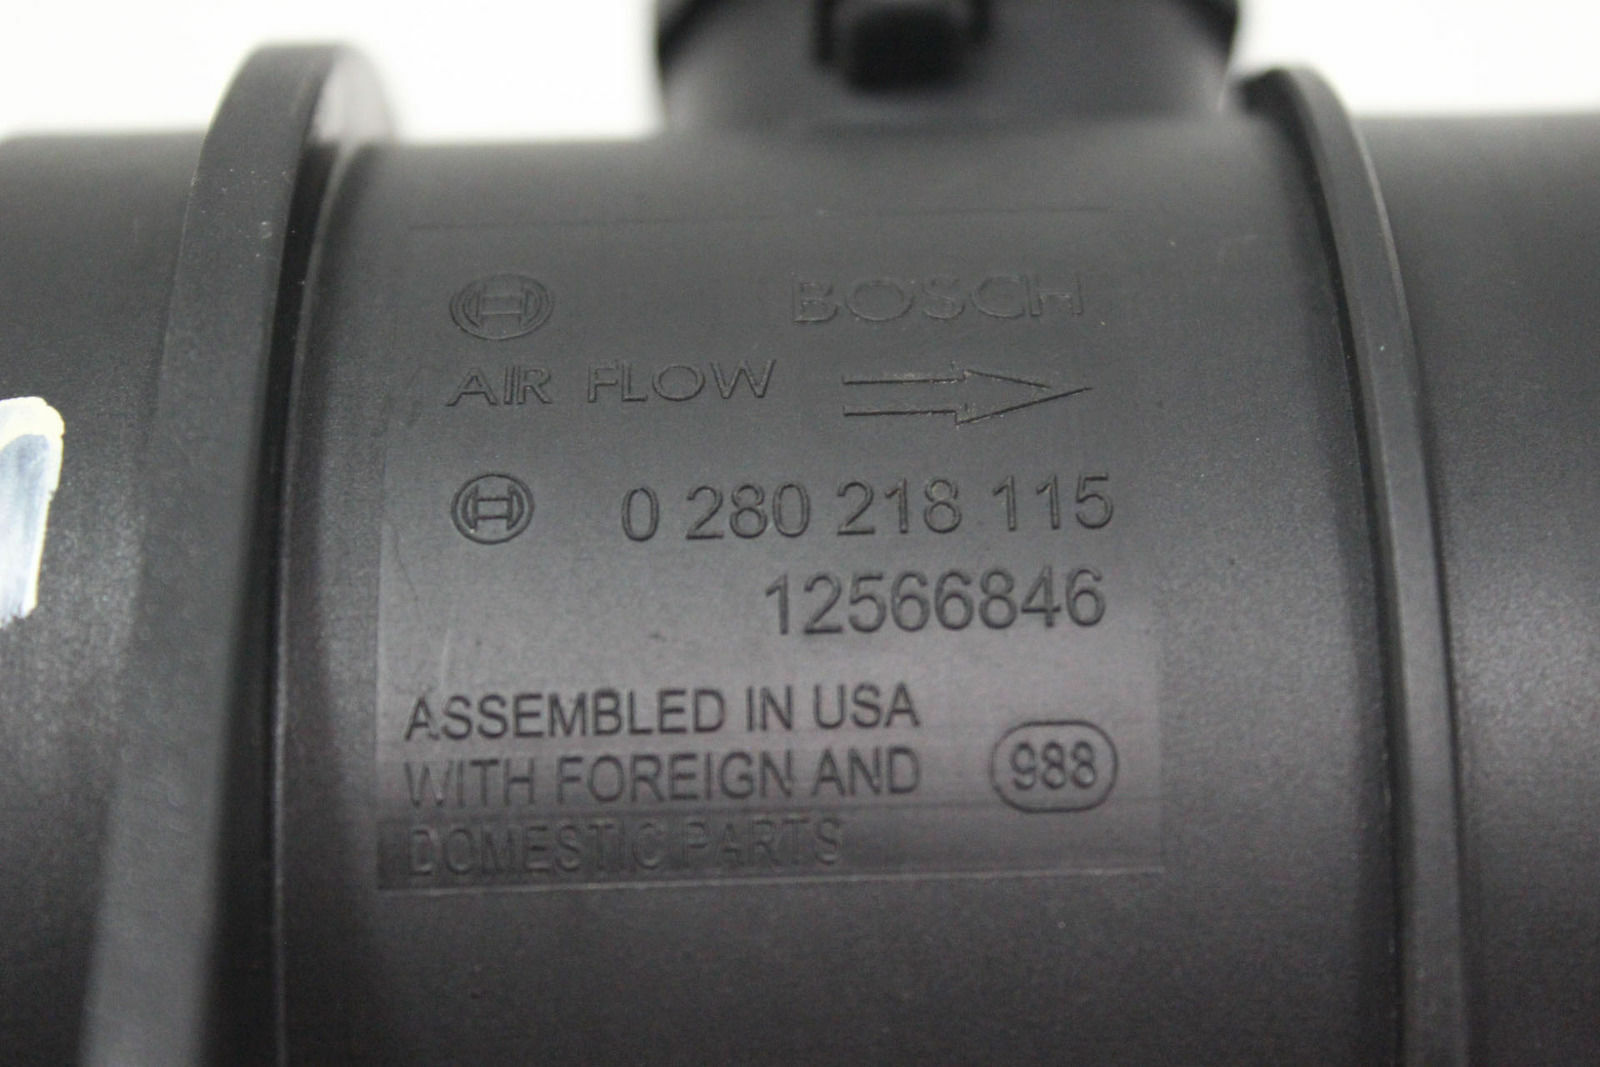 BOSCH
AIR FLOW
0 280 218 115
12566846
ASSEMBLED IN USA
WITH FOREIGN AND
988
DOMESTIC PARTS